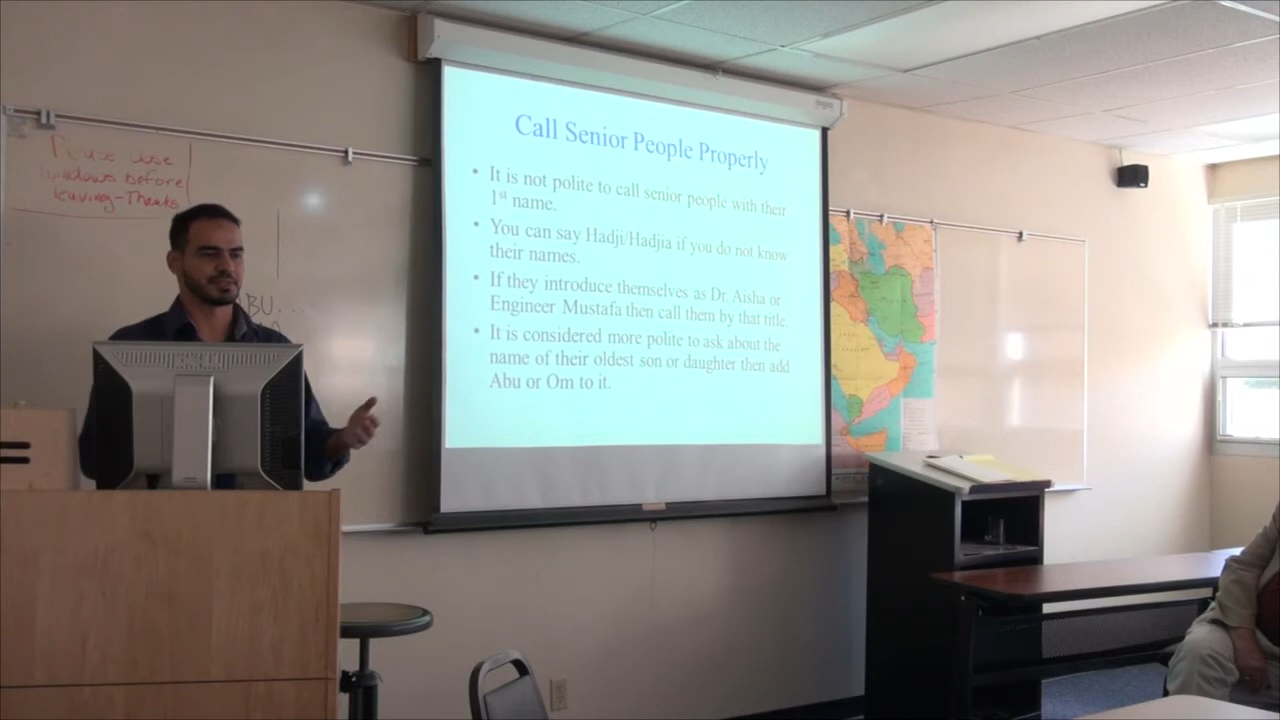 Please close
windows before
leaving-Thanks
BU...
Call Senior People Properly
• It is not polite to call senior people with their
1st name.
• You can say Hadji/Hadjia if you do not know
their names.
• If they introduce themselves as Dr. Aisha or
Engineer Mustafa then call them by that title.
• It is considered more polite to ask about the
name of their oldest son or daughter then add
Abu or Om to it.